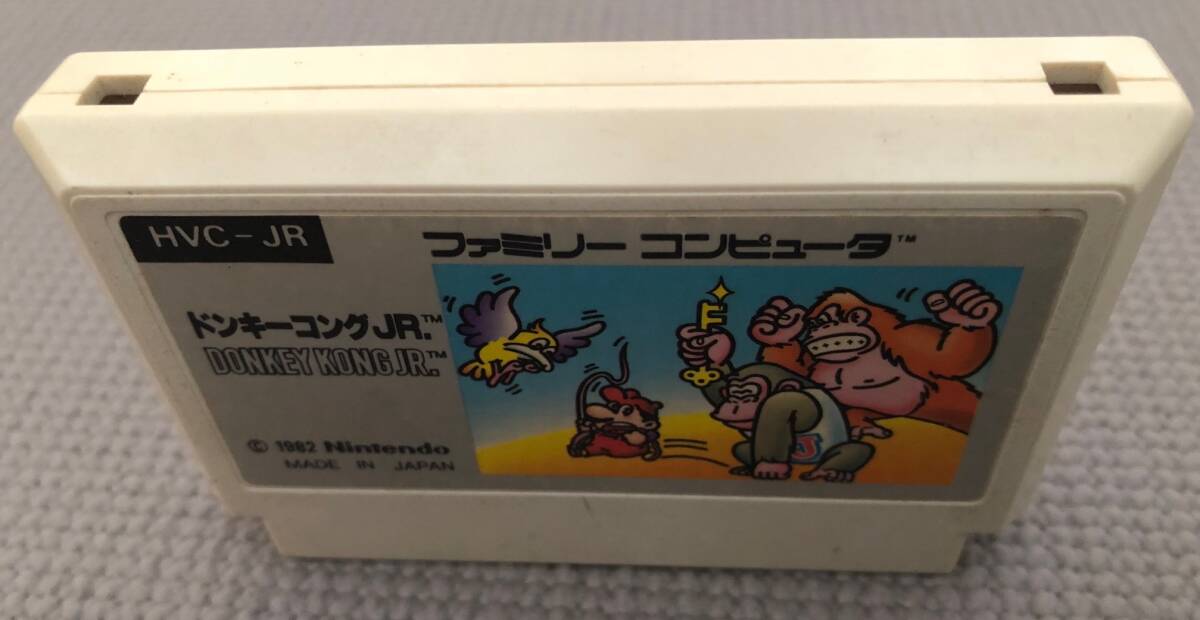 HVC-JR
ファミリー コンピュータ™
ドンキーコングJR.™
DONKEY KONG JR.™
© 1982 Nintendo
MADE IN JAPAN
J